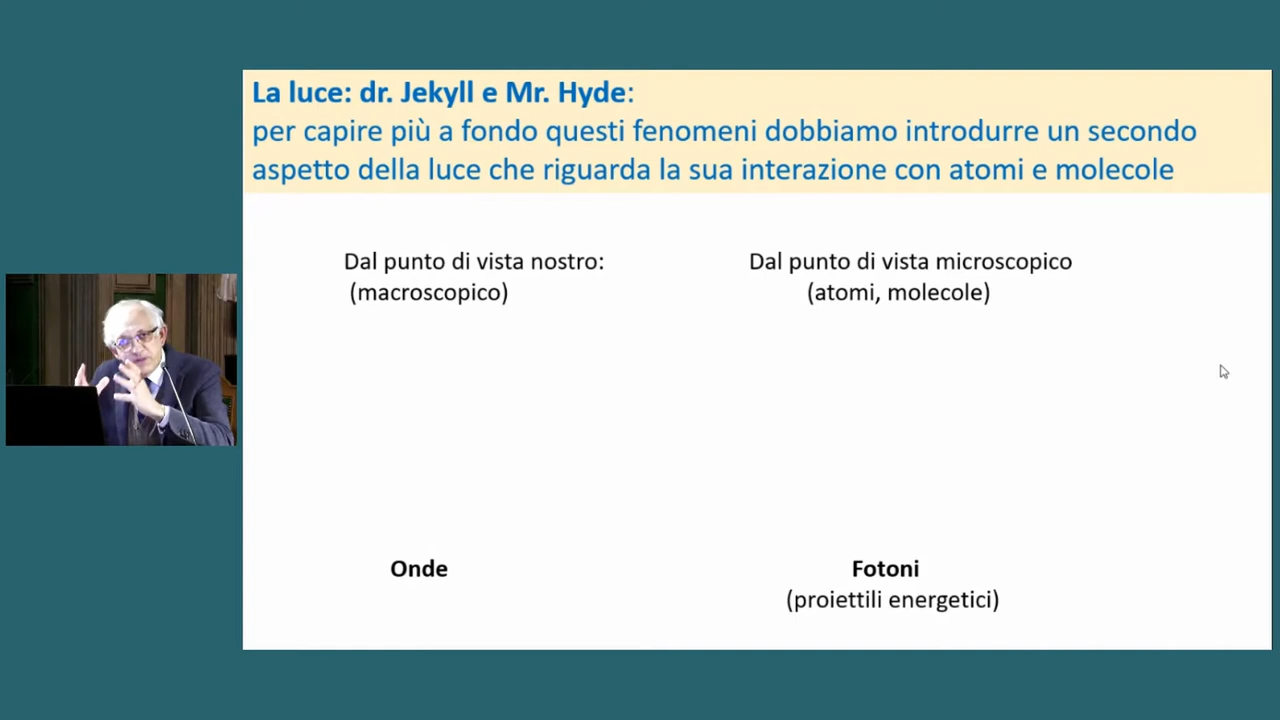 La luce: dr. Jekyll e Mr. Hyde:
per capire più a fondo questi fenomeni dobbiamo introdurre un secondo
aspetto della luce che riguarda la sua interazione con atomi e molecole
Dal punto di vista nostro:
(macroscopico)
Dal punto di vista microscopico
(atomi, molecole)
Onde
Fotoni
(proiettili energetici)